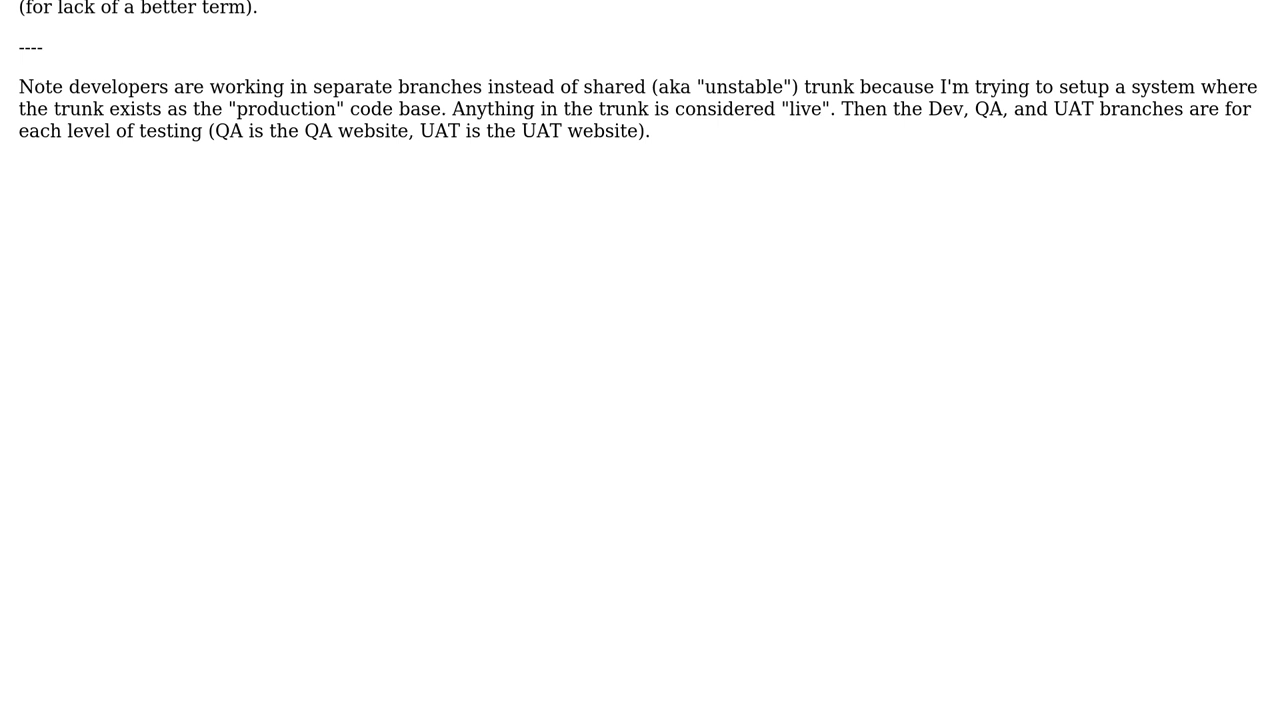 (for lack of a better term).
----
Note developers are working in separate branches instead of shared (aka "unstable") trunk because I'm trying to setup a system where
the trunk exists as the "production" code base. Anything in the trunk is considered "live". Then the Dev, QA, and UAT branches are for
each level of testing (QA is the QA website, UAT is the UAT website).